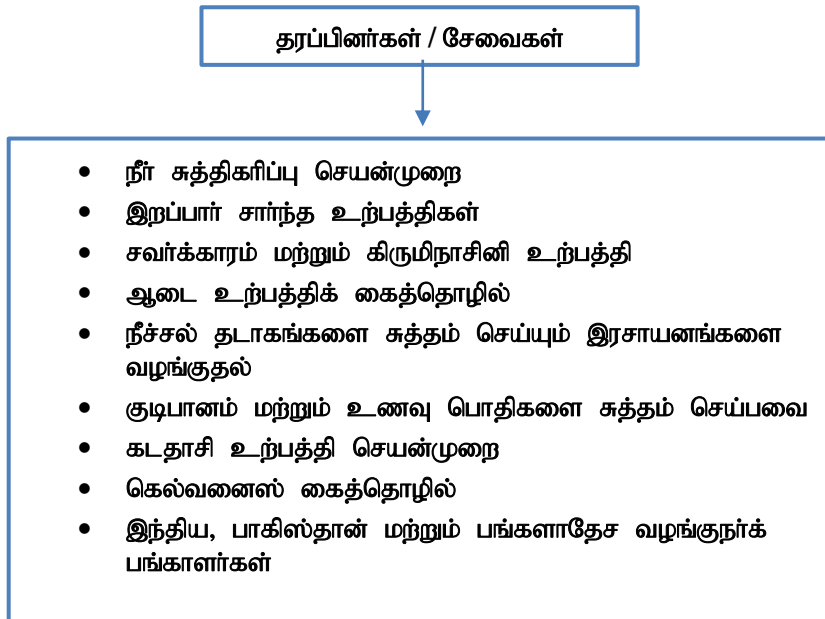 தரப்பினர்கள் / சேவைகள்
• நீர் சுத்திகரிப்பு செயன்முறை
• இறப்பார் சார்ந்த உற்பத்திகள்
• சவர்க்காரம் மற்றும் கிருமிநாசினி உற்பத்தி
• ஆடை உற்பத்திக் கைத்தொழில்
• நீச்சல் தடாகங்களை சுத்தம் செய்யும் இரசாயனங்களை
வழங்குதல்
• குடிபானம் மற்றும் உணவு பொதிகளை சுத்தம் செய்பவை
• கடதாசி உற்பத்தி செயன்முறை
• கெல்வனைஸ் கைத்தொழில்
• இந்திய, பாகிஸ்தான் மற்றும் பங்களாதேச வழங்குநர்க்
பங்காளர்கள்